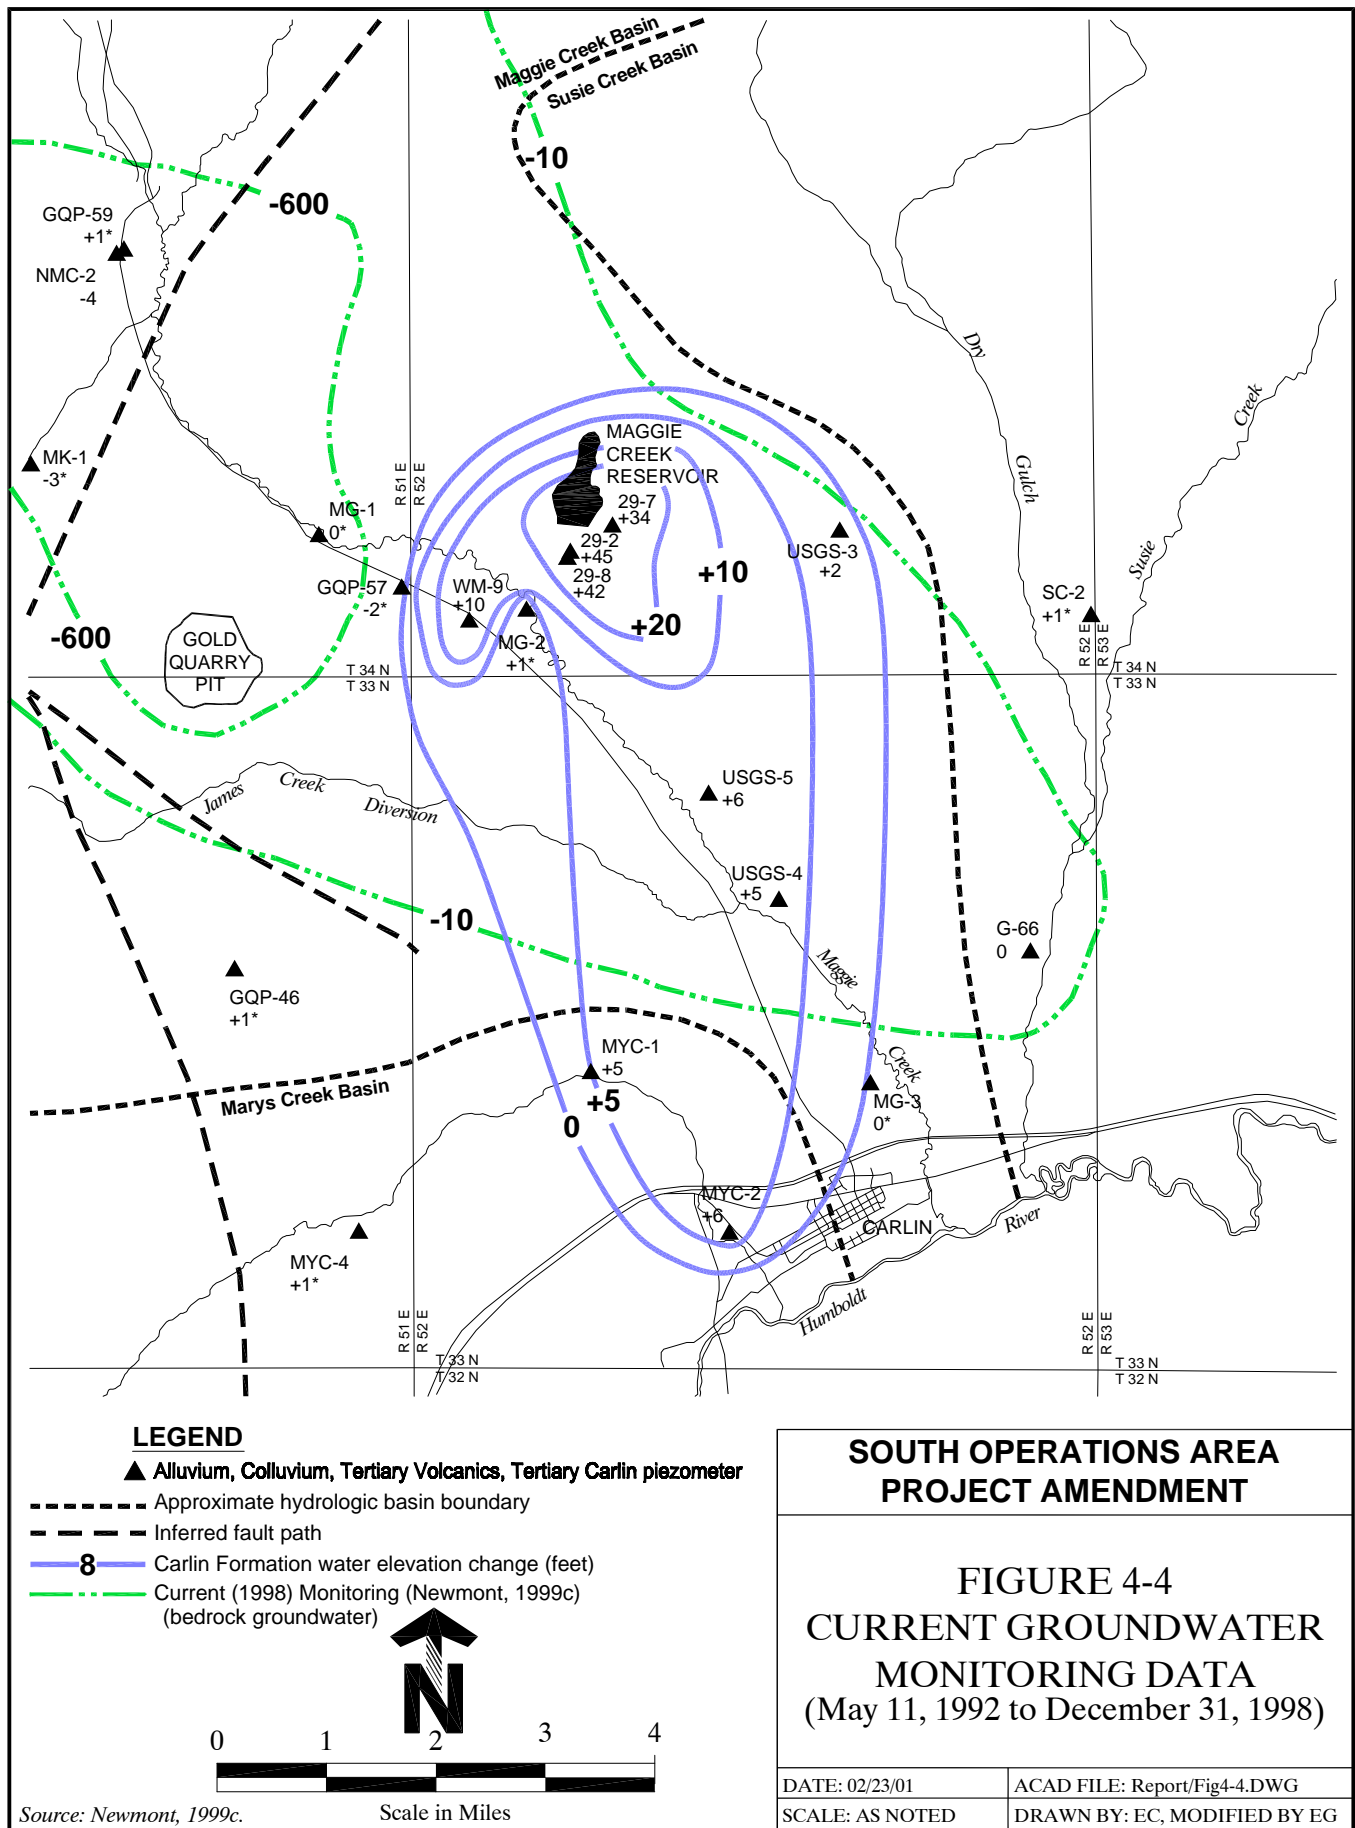 Maggie Creek Basin
Susie Creek Basin
-10
-600
GQP-59
+1*
NMC-2
-4
Dry
Gulch
Susie
Creek
MK-1
-3*
R 51 E
R 52 E
MAGGIE
CREEK
RESERVOIR
MG-1
0*
29-7
+34
29-2
+45
29-8
+42
USGS-3
+2
+10
GQP-57
-2*
WM-9
+10
MG-2
+1*
+20
SC-2
+1*
R 52 E
R 53 E
-600
GOLD
QUARRY
PIT
T 34 N
T 33 N
T 34 N
T 33 N
James
Creek
Diversion
USGS-5
+6
USGS-4
+5
-10
G-66
0
Maggie
Creek
GQP-46
+1*
MYC-1
+5
+5
0
Marys Creek Basin
MG-3
0*
MYC-2
+6
CARLIN
River
Humboldt
MYC-4
+1*
R 51 E
R 52 E
R 52 E
R 53 E
T 33 N
T 32 N
T 33 N
T 32 N
LEGEND
Alluvium, Colluvium, Tertiary Volcanics, Tertiary Carlin piezometer
Approximate hydrologic basin boundary
Inferred fault path
8
Carlin Formation water elevation change (feet)
Current (1998) Monitoring (Newmont, 1999c)
(bedrock groundwater)
N
0 1 2 3 4
Scale in Miles
Source: Newmont, 1999c.
SOUTH OPERATIONS AREA
PROJECT AMENDMENT
FIGURE 4-4
CURRENT GROUNDWATER
MONITORING DATA
(May 11, 1992 to December 31, 1998)
DATE: 02/23/01
ACAD FILE: Report/Fig4-4.DWG
SCALE: AS NOTED
DRAWN BY: EC, MODIFIED BY EG